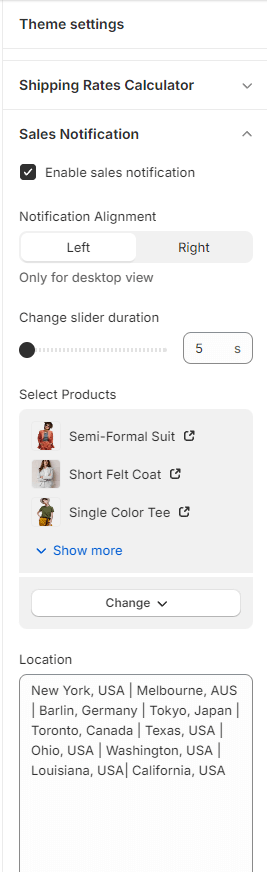 Theme settings
Shipping Rates Calculator
Sales Notification
Enable sales notification
Notification Alignment
Left Right
Only for desktop view
Change slider duration
5 s
Select Products
Semi-Formal Suit
Short Felt Coat
Single Color Tee
Show more
Change
Location
New York, USA | Melbourne, AUS
| Barlin, Germany | Tokyo, Japan |
Toronto, Canada | Texas, USA |
Ohio, USA | Washington, USA |
Louisiana, USA| California, USA